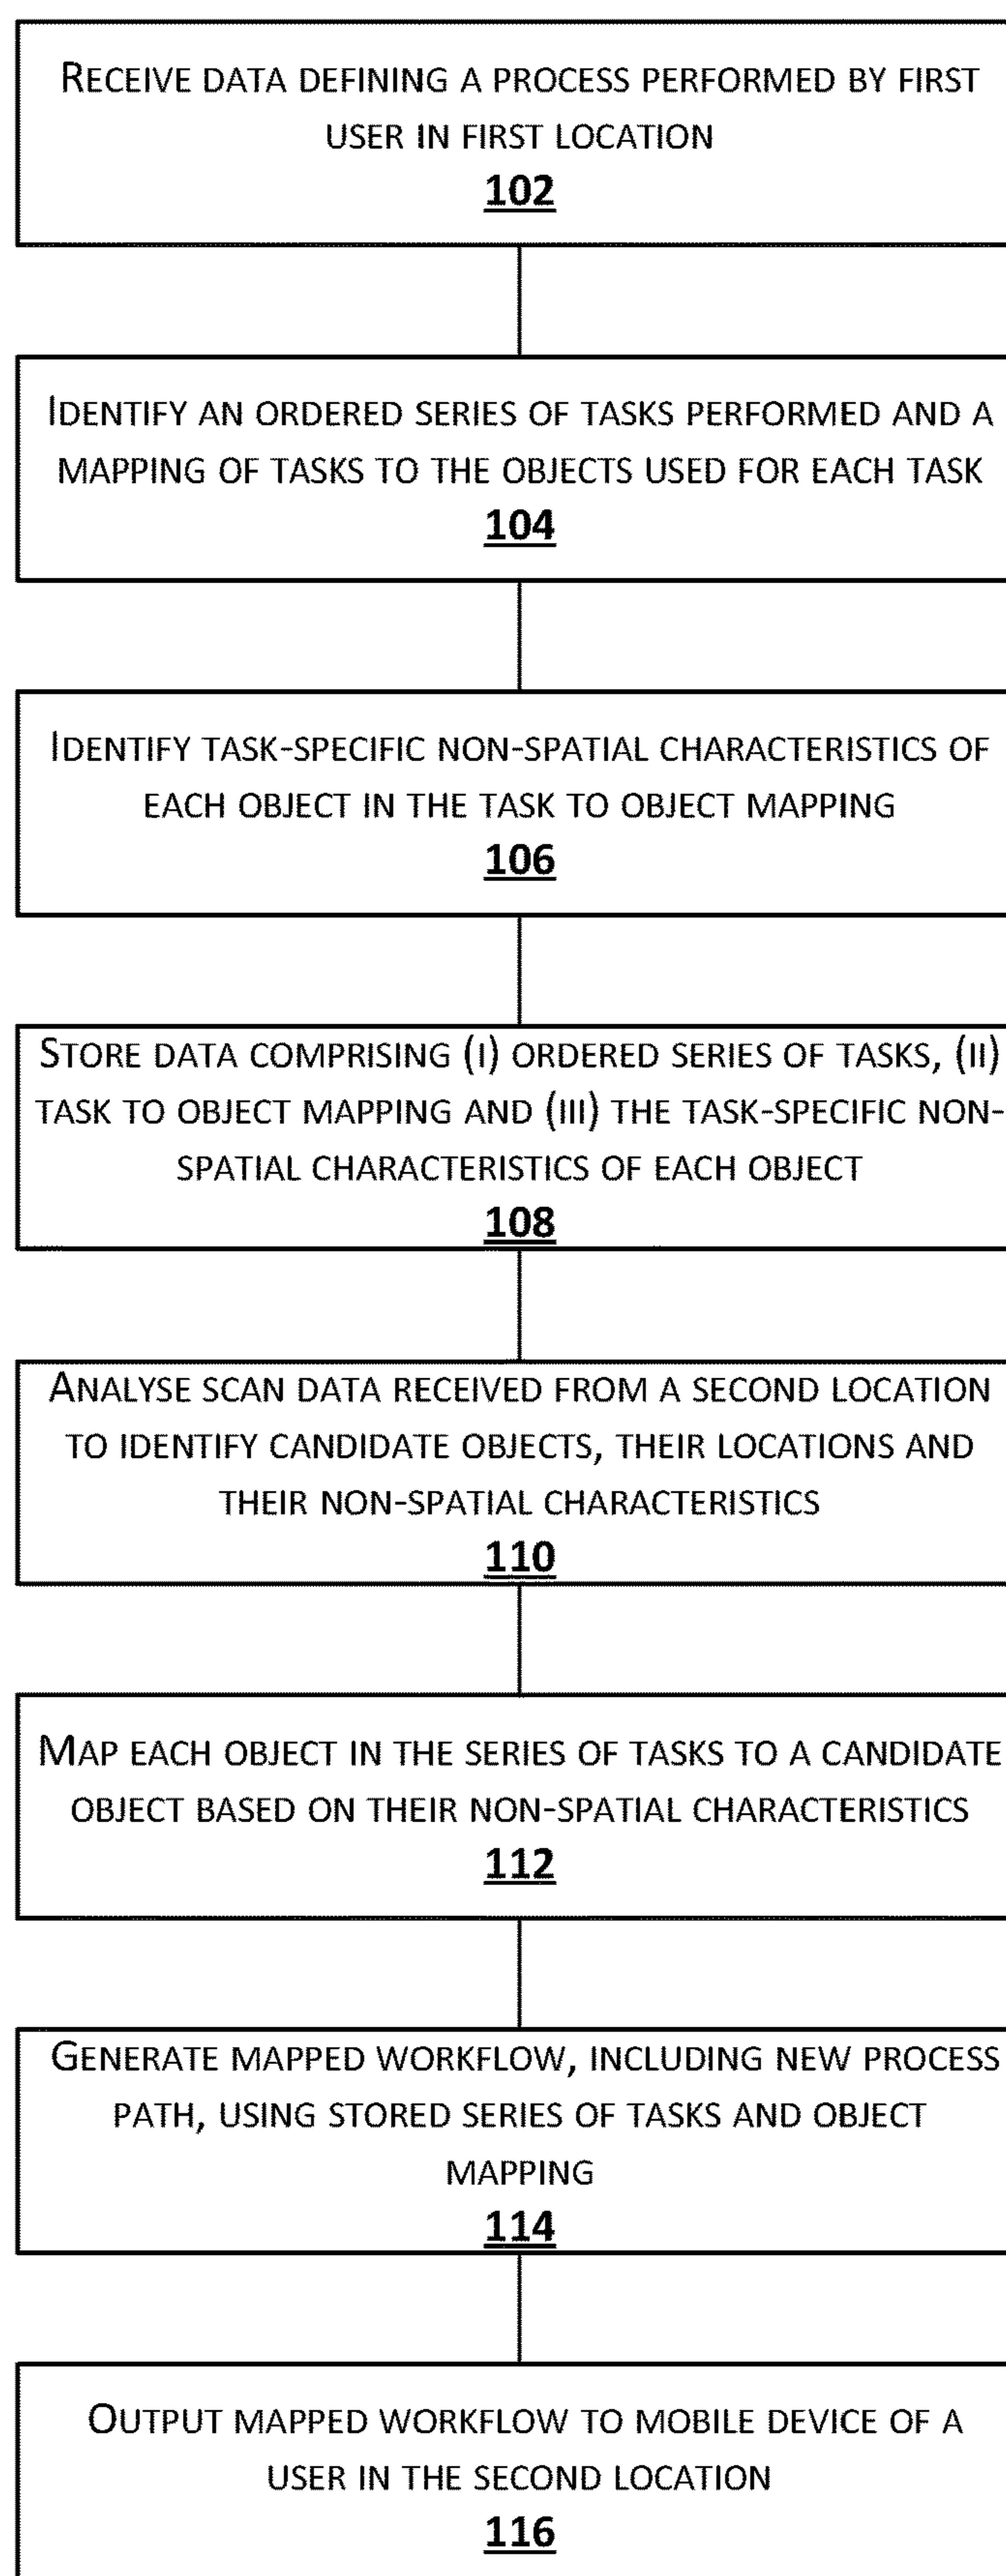 RECEIVE DATA DEFINING A PROCESS PERFORMED BY FIRST
USER IN FIRST LOCATION
102
IDENTIFY AN ORDERED SERIES OF TASKS PERFORMED AND A
MAPPING OF TASKS TO THE OBJECTS USED FOR EACH TASK
104
IDENTIFY TASK-SPECIFIC NON-SPATIAL CHARACTERISTICS OF
EACH OBJECT IN THE TASK TO OBJECT MAPPING
106
STORE DATA COMPRISING (I) ORDERED SERIES OF TASKS, (II)
TASK TO OBJECT MAPPING AND (III) THE TASK-SPECIFIC NON-
SPATIAL CHARACTERISTICS OF EACH OBJECT
108
ANALYSE SCAN DATA RECEIVED FROM A SECOND LOCATION
TO IDENTIFY CANDIDATE OBJECTS, THEIR LOCATIONS AND
THEIR NON-SPATIAL CHARACTERISTICS
110
MAP EACH OBJECT IN THE SERIES OF TASKS TO A CANDIDATE
OBJECT BASED ON THEIR NON-SPATIAL CHARACTERISTICS
112
GENERATE MAPPED WORKFLOW, INCLUDING NEW PROCESS
PATH, USING STORED SERIES OF TASKS AND OBJECT
MAPPING
114
OUTPUT MAPPED WORKFLOW TO MOBILE DEVICE OF A
USER IN THE SECOND LOCATION
116